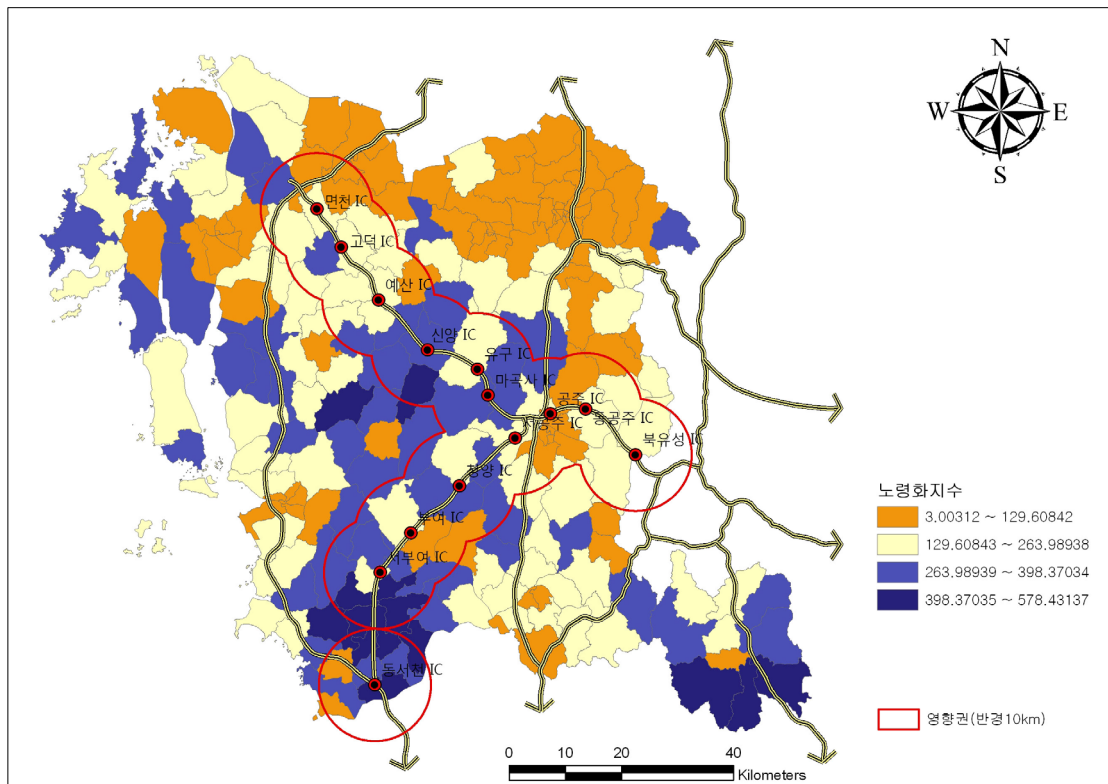 N
W
E
S
면천 IC
고덕 IC
예산 IC
신양 IC
유구 IC
마곡사 IC
공주 IC
동공주 IC
서공주 IC
북유성 IC
청양 IC
부여 IC
서부여 IC
동서천 IC
노령화지수
3.00312 ~ 129.60842
129.60843 ~ 263.98938
263.98939 ~ 398.37034
398.37035 ~ 578.43137
영향권(반경10km)
0 10 20 40
Kilometers